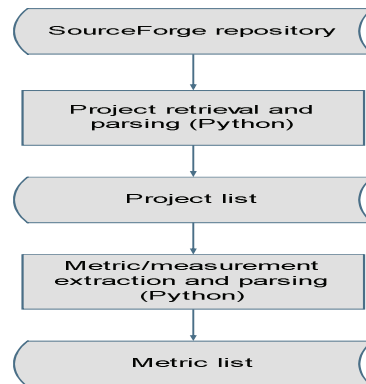 SourceForge repository
Project retrieval and
parsing (Python)
Project list
Metric/measurement
extraction and parsing
(Python)
Metric list